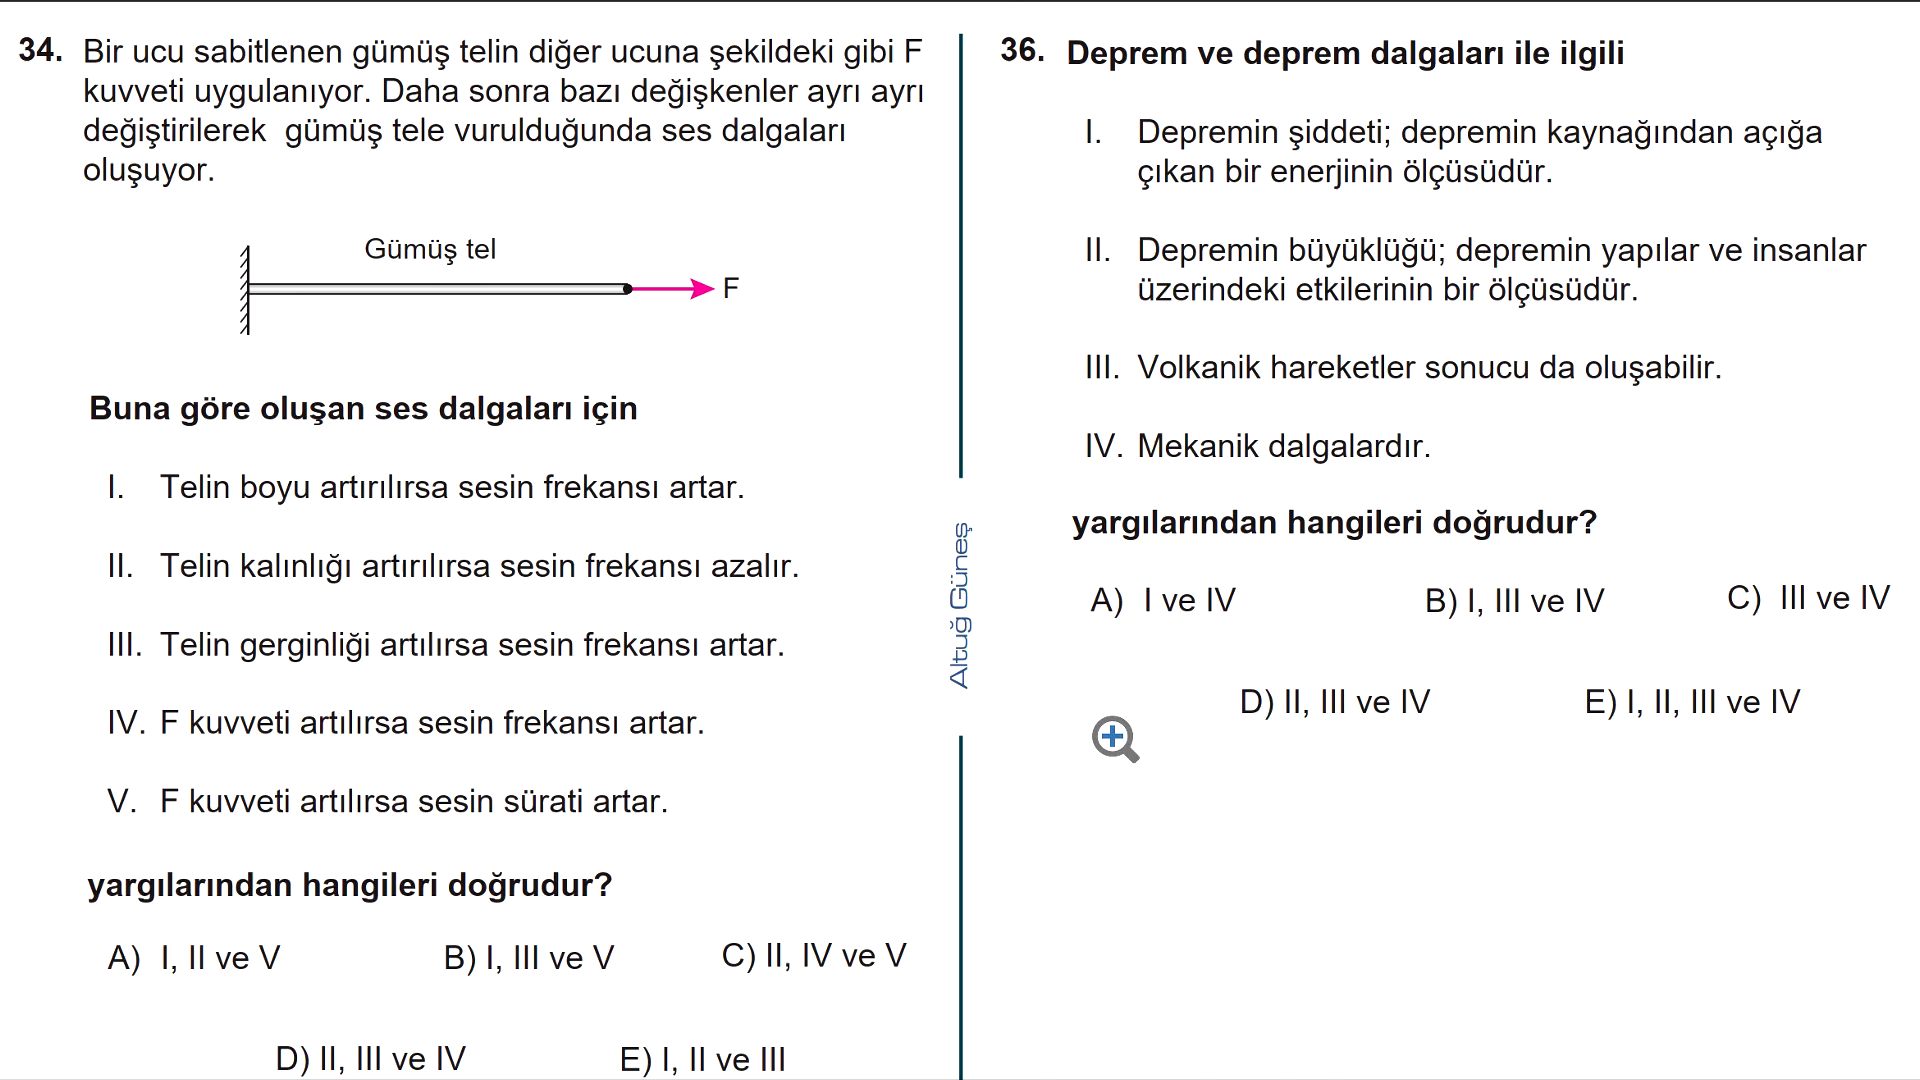 34. Bir ucu sabitlenen gümüş telin diğer ucuna şekildeki gibi F
kuvveti uygulanıyor. Daha sonra bazı değişkenler ayrı ayrı
değiştirilerek gümüş tele vurulduğunda ses dalgaları
oluşuyor.
Gümüş tel
F
Buna göre oluşan ses dalgaları için
I. Telin boyu artırılırsa sesin frekansı artar.
II. Telin kalınlığı artırılırsa sesin frekansı azalır.
III. Telin gerginliği artılırsa sesin frekansı artar.
IV. F kuvveti artılırsa sesin frekansı artar.
V. F kuvveti artılırsa sesin sürati artar.
yargılarından hangileri doğrudur?
A) I, II ve V
B) I, III ve V
C) II, IV ve V
D) II, III ve IV
E) I, II ve III
Altuğ Güneş
36. Deprem ve deprem dalgaları ile ilgili
I. Depremin şiddeti; depremin kaynağından açığa
çıkan bir enerjinin ölçüsüdür.
II. Depremin büyüklüğü; depremin yapılar ve insanlar
üzerindeki etkilerinin bir ölçüsüdür.
III. Volkanik hareketler sonucu da oluşabilir.
IV. Mekanik dalgalardır.
yargılarından hangileri doğrudur?
A) I ve IV
B) I, III ve IV
C) III ve IV
D) II, III ve IV
E) I, II, III ve IV